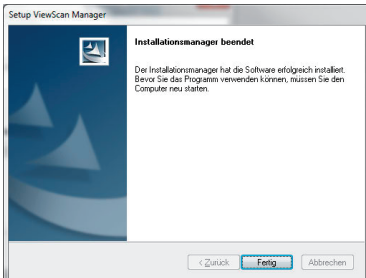 Setup ViewScan Manager
Installationsmanager beendet
Der Installationsmanager hat die Software erfolgreich installiert.
Bevor Sie das Programm verwenden können, müssen Sie den
Computer neu starten.
< Zurück
Fertig
Abbrechen